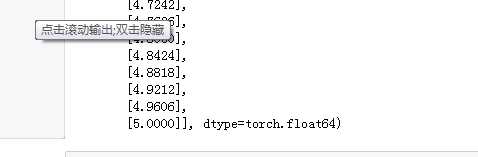 [4.7242],
点击滚动输出;双击隐藏
[4.8424],
[4.8818],
[4.9212],
[4.9606],
[5.0000]], dtype=torch.float64)